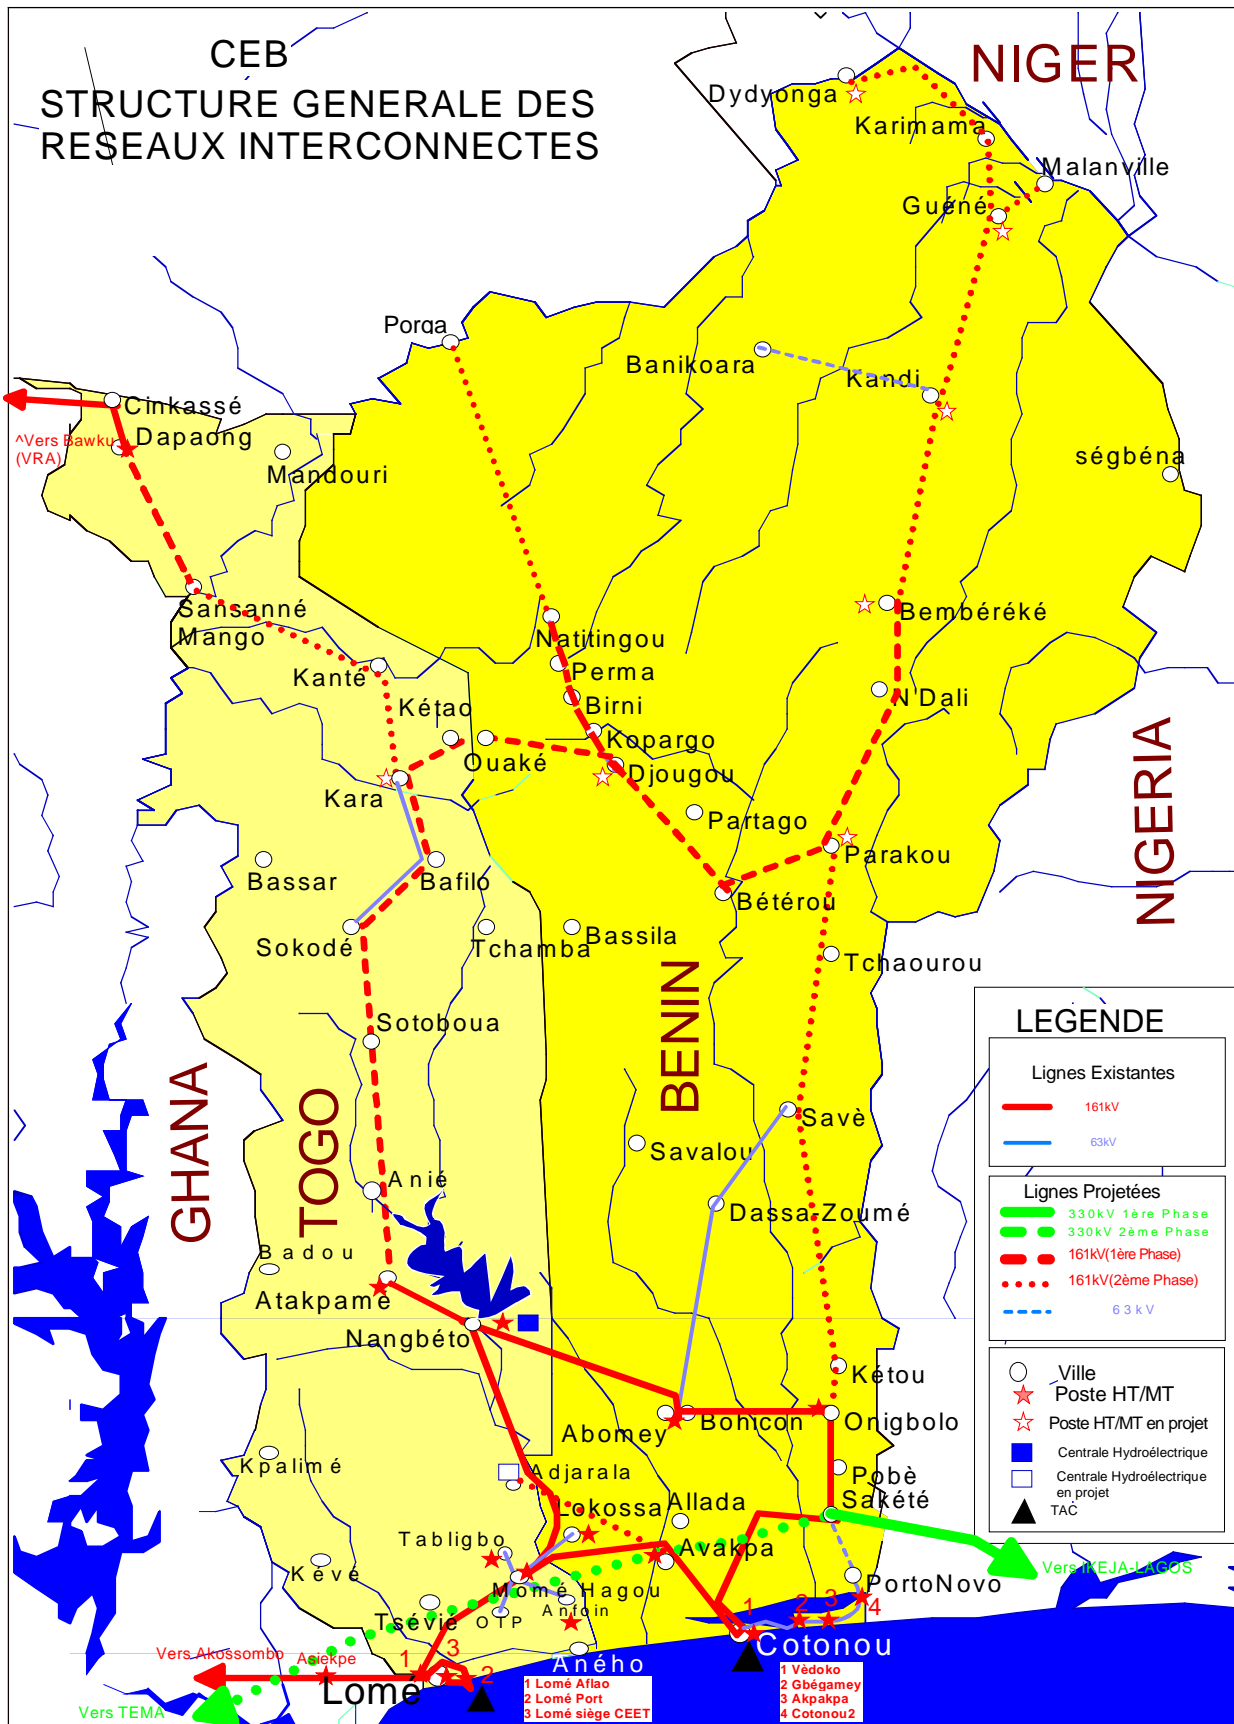 CEB
STRUCTURE GENERALE DES
RESEAUX INTERCONNECTES
NIGER
Dydyonga
Karimama
Malanville
Guéné
Porga
Banikoara
Kandi
Cinkassé
^Vers Bawku
(VRA)
Dapaong
Mandouri
ségbéna
Sansanné
Mango
Natitingou
Bembéréké
Kanté
Perma
N'Dali
Birni
Kétao
Kopargo
Ouaké
Djougou
Kara
Partago
Parakou
NIGERIA
Bassar
Bafilo
Bétérou
Sokodé
Tchamba
Bassila
Tchaourou
BENIN
Sotoboua
GHANA
TOGO
Savè
Savalou
Anié
Dassa-Zoumé
Badou
Atakpamé
Nangbéto
Kétou
Abomey
Bohicon
Onigbolo
Kpalimé
Adjarala
Pobè
Lokossa
Allada
Sakété
Tabligbo
Avakpa
Kévé
Momé Hagou
PortoNovo
Vers IKEJA-LAGOS
Tsévié
OTP
Anfoin
1
2
3
4
Cotonou
Vers Akossombo
Asiekpe
1
3
2
Lomé
Aného
Vers TEMA
1 Lomé Aflao
2 Lomé Port
3 Lomé siège CEET
1 Vèdoko
2 Gbégamey
3 Akpakpa
4 Cotonou2
LEGENDE
Lignes Existantes
161kV
63kV
Lignes Projetées
330kV 1ère Phase
330kV 2ème Phase
161kV(1ère Phase)
161kV(2ème Phase)
63kV
Ville
Poste HT/MT
Poste HT/MT en projet
Centrale Hydroélectrique
Centrale Hydroélectrique
en projet
TAC